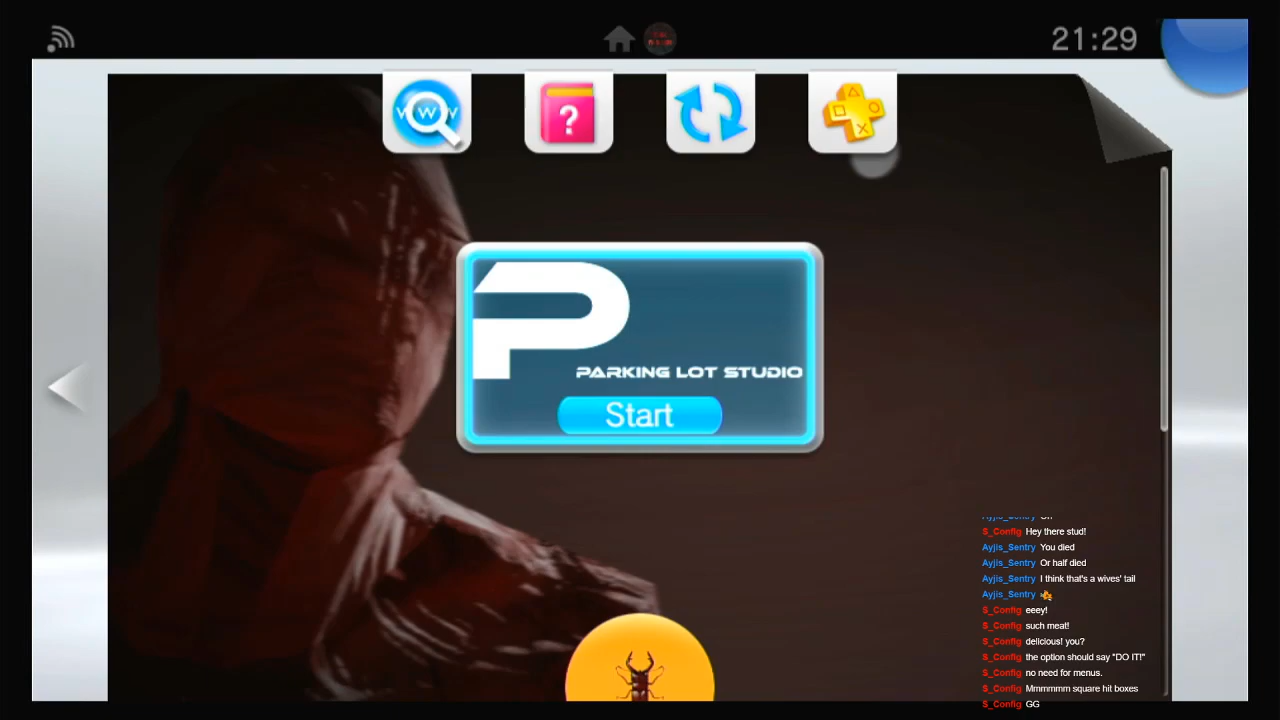 21:29
WWW
?
PARKING LOT STUDIO
Start
S_Config Hey there stud!
Ayjis_Sentry You died
Ayjis_Sentry Or half died
Ayjis_Sentry I think that's a wives' tail
Ayjis_Sentry
S_Config eeey!
S_Config such meat!
S_Config delicious! you?
S_Config the option should say "DO IT!"
S_Config no need for menus.
S_Config Mmmmmm square hit boxes
S_Config GG